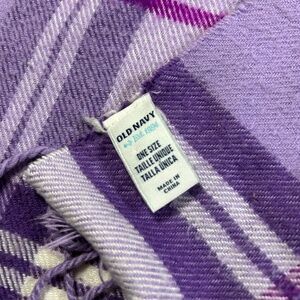 OLD NAVY
EST. 1994
ONE SIZE
TAILLE UNIQUE
TALLA ÚNICA
MADE IN
CHINA